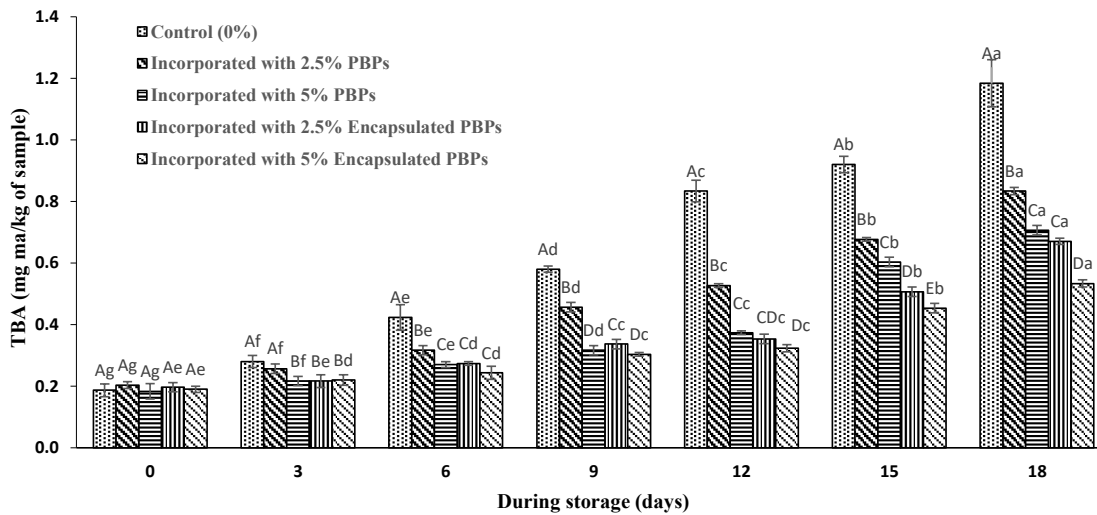 1.4
1.2
1.0
0.8
0.6
0.4
0.2
0.0
TBA (mg ma/kg of sample)
Control (0%)
Incorporated with 2.5% PBPs
Incorporated with 5% PBPs
Incorporated with 2.5% Encapsulated PBPs
Incorporated with 5% Encapsulated PBPs
Ag Ag Ag Ae Ae
Af Af Bf Be Bd
Ae Be Ce Cd Cd
Ad Bd Dd Cc Dc
Ac Bc Cc CDc Dc
Ab Bb Cb Db Eb
Aa Ba Ca Ca Da
0 3 6 9 12 15 18
During storage (days)